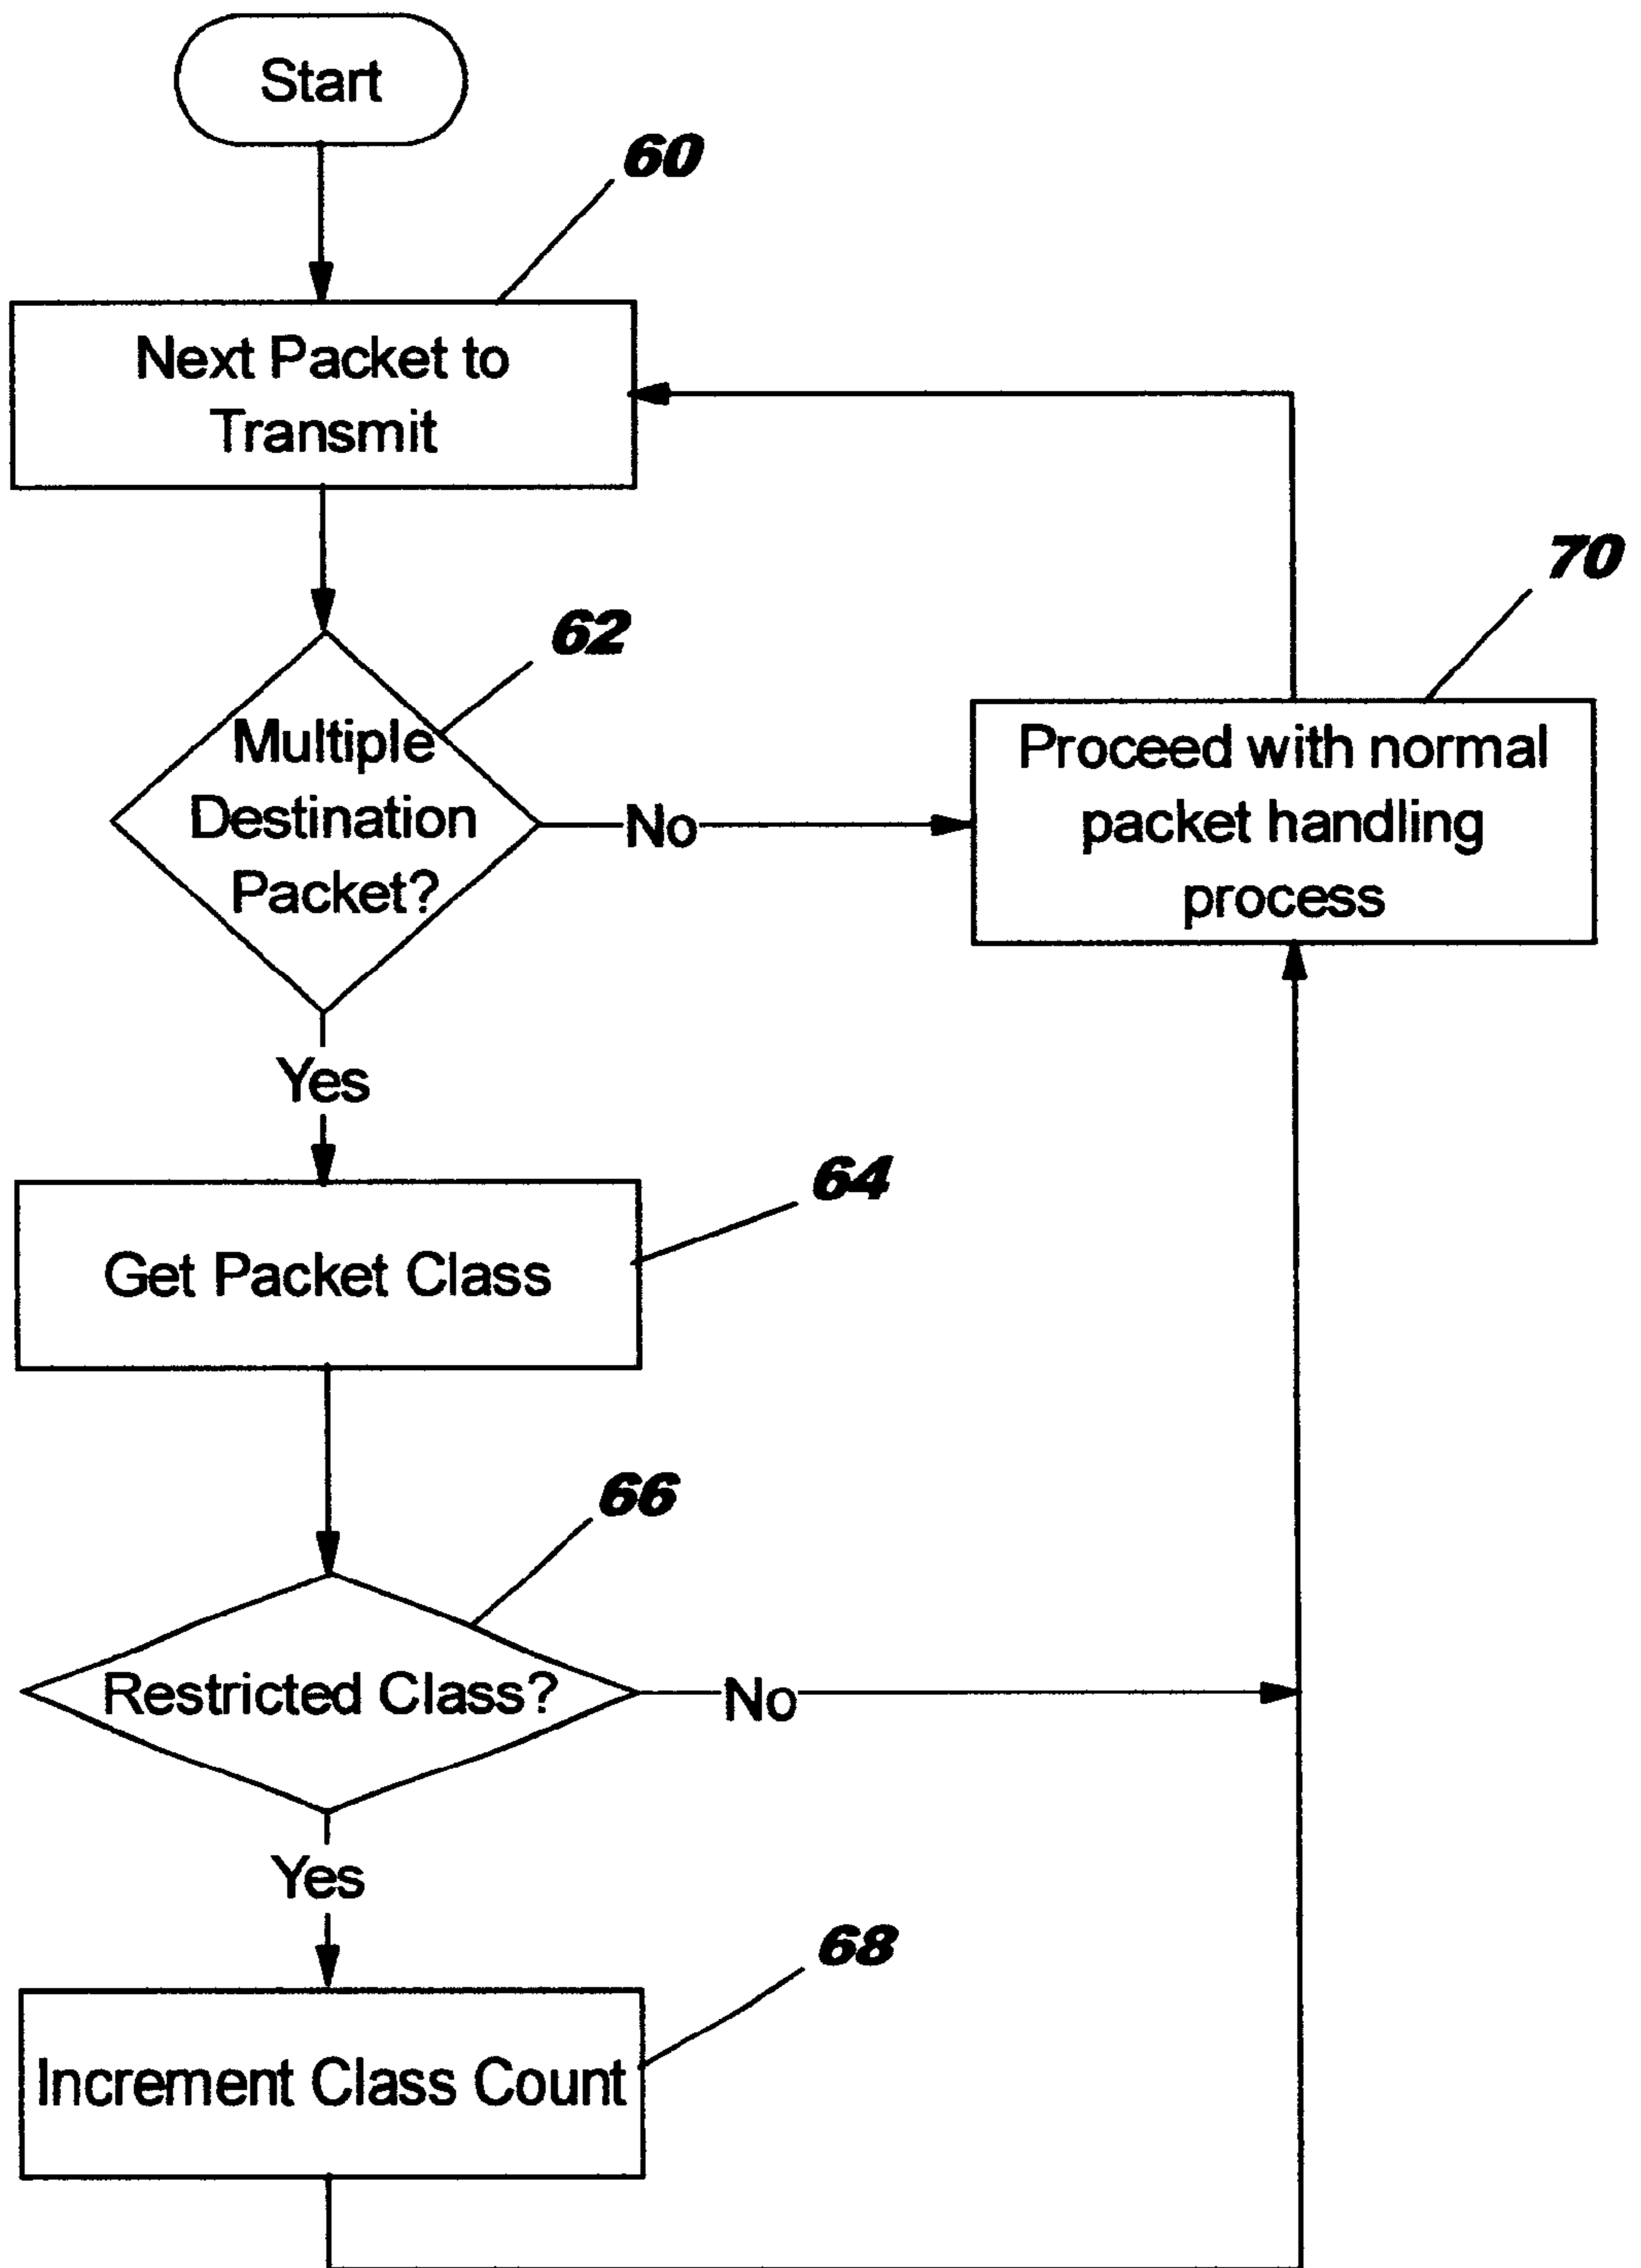 Start
60
Next Packet to
Transmit
62
Multiple
Destination
Packet?
No
70
Proceed with normal
packet handling
process
Yes
64
Get Packet Class
66
Restricted Class?
No
Yes
68
Increment Class Count